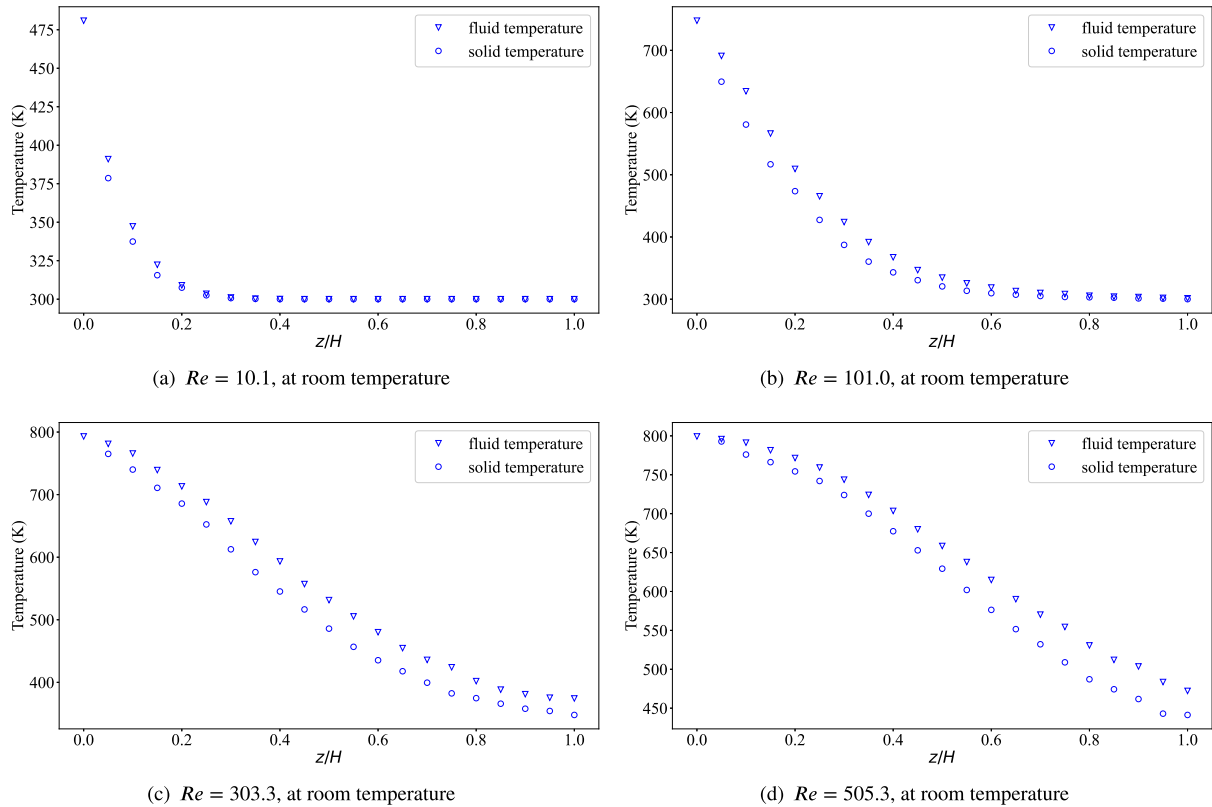 475
450
425
400
375
350
325
300
Temperature (K)
fluid temperature
solid temperature
0.0 0.2 0.4 0.6 0.8 1.0
z/H
(a) Re = 10.1, at room temperature
700
600
500
400
300
Temperature (K)
fluid temperature
solid temperature
0.0 0.2 0.4 0.6 0.8 1.0
z/H
(b) Re = 101.0, at room temperature
800
700
600
500
400
Temperature (K)
fluid temperature
solid temperature
0.0 0.2 0.4 0.6 0.8 1.0
z/H
(c) Re = 303.3, at room temperature
800
750
700
650
600
550
500
450
Temperature (K)
fluid temperature
solid temperature
0.0 0.2 0.4 0.6 0.8 1.0
z/H
(d) Re = 505.3, at room temperature